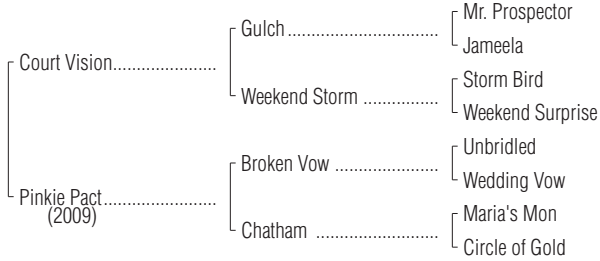 Mr. Prospector
Gulch
Jameela
Court Vision
Storm Bird
Weekend Storm
Weekend Surprise
Unbridled
Broken Vow
Wedding Vow
Pinkie Pact
(2009)
Maria's Mon
Chatham
Circle of Gold